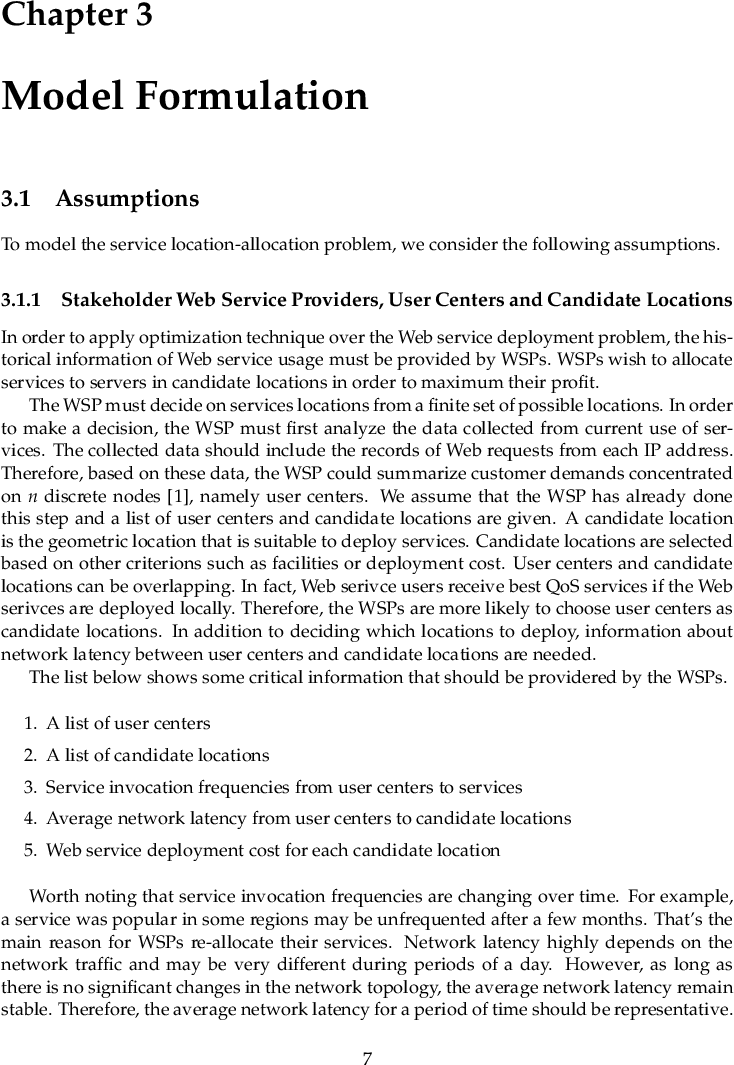 Chapter 3
Model Formulation
3.1 Assumptions
To model the service location-allocation problem, we consider the following assumptions.
3.1.1 Stakeholder Web Service Providers, User Centers and Candidate Locations
In order to apply optimization technique over the Web service deployment problem, the his-
torical information of Web service usage must be provided by WSPs. WSPs wish to allocate
services to servers in candidate locations in order to maximum their profit.
The WSP must decide on services locations from a finite set of possible locations. In order
to make a decision, the WSP must first analyze the data collected from current use of ser-
vices. The collected data should include the records of Web requests from each IP address.
Therefore, based on these data, the WSP could summarize customer demands concentrated
on n discrete nodes [1], namely user centers. We assume that the WSP has already done
this step and a list of user centers and candidate locations are given. A candidate location
is the geometric location that is suitable to deploy services. Candidate locations are selected
based on other criterions such as facilities or deployment cost. User centers and candidate
locations can be overlapping. In fact, Web serivce users receive best QoS services if the Web
serivces are deployed locally. Therefore, the WSPs are more likely to choose user centers as
candidate locations. In addition to deciding which locations to deploy, information about
network latency between user centers and candidate locations are needed.
The list below shows some critical information that should be providered by the WSPs.
1. A list of user centers
2. A list of candidate locations
3. Service invocation frequencies from user centers to services
4. Average network latency from user centers to candidate locations
5. Web service deployment cost for each candidate location
Worth noting that service invocation frequencies are changing over time. For example,
a service was popular in some regions may be unfrequented after a few months. That's the
main reason for WSPs re-allocate their services. Network latency highly depends on the
network traffic and may be very different during periods of a day. However, as long as
there is no significant changes in the network topology, the average network latency remain
stable. Therefore, the average network latency for a period of time should be representative.
7